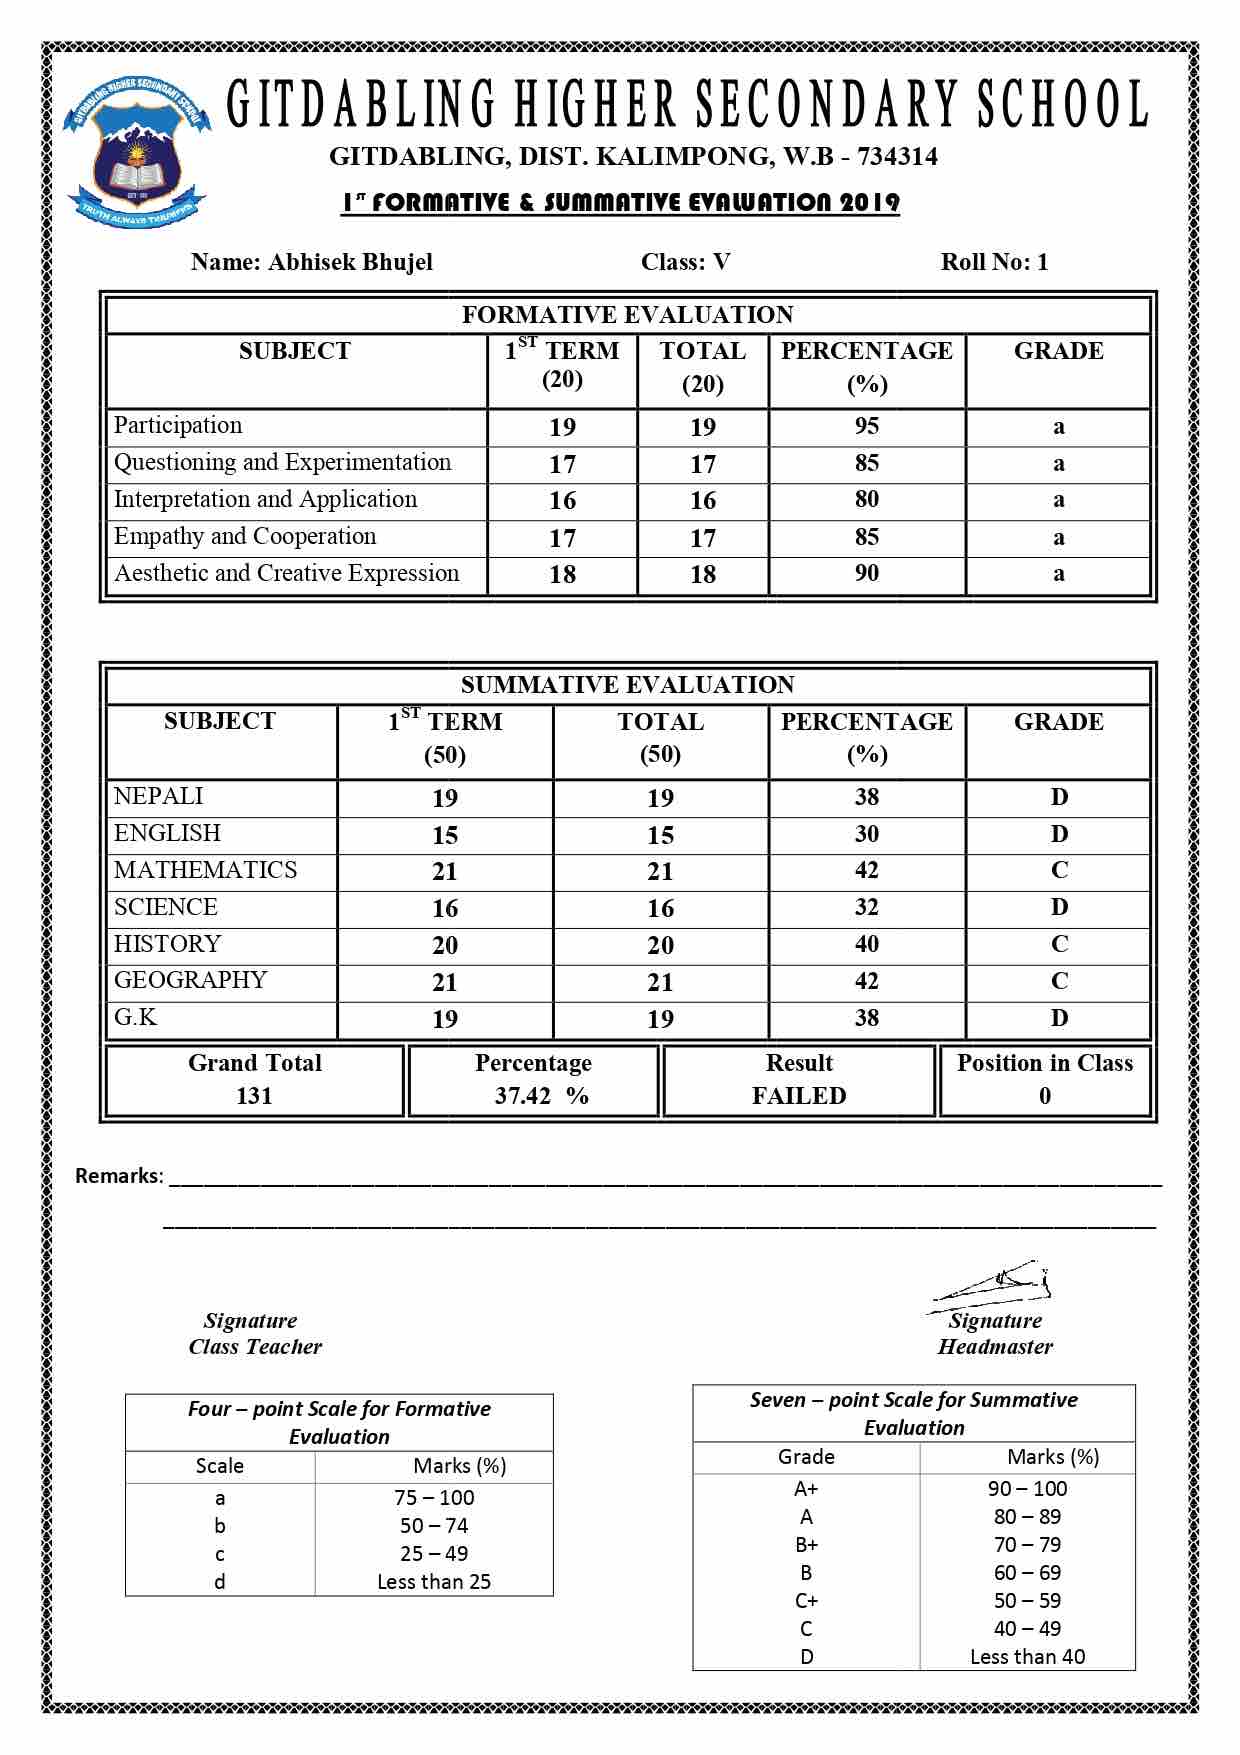 GITDABLING HIGHER SECONDARY SCHOOL
GITDABLING HIGHER SECONDARY SCHOOL
TRUTH ALWAYS TRIUMPHS
GITDABLING, DIST. KALIMPONG, W.B - 734314
1ST FORMATIVE & SUMMATIVE EVALUATION 2019
Name: Abhisek Bhujel Class: V Roll No: 1
FORMATIVE EVALUATION
SUBJECT 1ST TERM TOTAL PERCENTAGE GRADE
(20) (20) (%)
Participation 19 19 95 a
Questioning and Experimentation 17 17 85 a
Interpretation and Application 16 16 80 a
Empathy and Cooperation 17 17 85 a
Aesthetic and Creative Expression 18 18 90 a
SUMMATIVE EVALUATION
SUBJECT 1ST TERM TOTAL PERCENTAGE GRADE
(50) (50) (%)
NEPALI 19 19 38 D
ENGLISH 15 15 30 D
MATHEMATICS 21 21 42 C
SCIENCE 16 16 32 D
HISTORY 20 20 40 C
GEOGRAPHY 21 21 42 C
G.K 19 19 38 D
Grand Total Percentage Result Position in Class
131 37.42 % FAILED 0
Remarks:
Signature Signature
Class Teacher Headmaster
Four – point Scale for Formative
Evaluation
Scale Marks (%)
a 75 – 100
b 50 – 74
c 25 – 49
d Less than 25
Seven – point Scale for Summative
Evaluation
Grade Marks (%)
A+ 90 – 100
A 80 – 89
B+ 70 – 79
B 60 – 69
C+ 50 – 59
C 40 – 49
D Less than 40